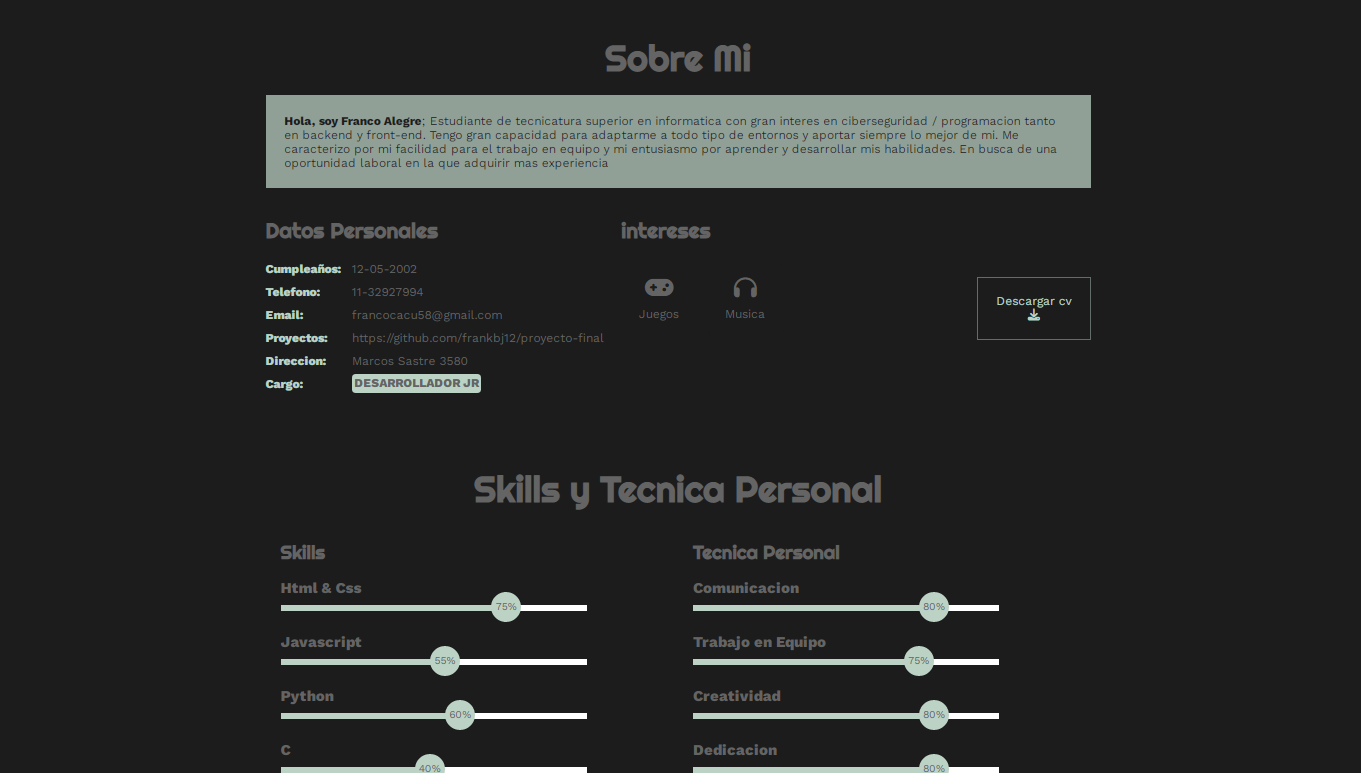 Sobre Mi
Hola, soy Franco Alegre; Estudiante de tecnicatura superior en informatica con gran interes en ciberseguridad / programacion tanto
en backend y front-end. Tengo gran capacidad para adaptarme a todo tipo de entornos y aportar siempre lo mejor de mi. Me
caracterizo por mi facilidad para el trabajo en equipo y mi entusiasmo por aprender y desarrollar mis habilidades. En busca de una
oportunidad laboral en la que adquirir mas experiencia
Datos Personales
Cumpleaños: 12-05-2002
Telefono: 11-32927994
Email: francocacu58@gmail.com
Proyectos: https://github.com/frankbj12/proyecto-final
Direccion: Marcos Sastre 3580
Cargo: DESARROLLADOR JR
intereses
Juegos
Musica
Descargar cv
Skills y Tecnica Personal
Skills
Html & Css
75%
Javascript
55%
Python
60%
C
40%
Tecnica Personal
Comunicacion
80%
Trabajo en Equipo
75%
Creatividad
80%
Dedicacion
80%